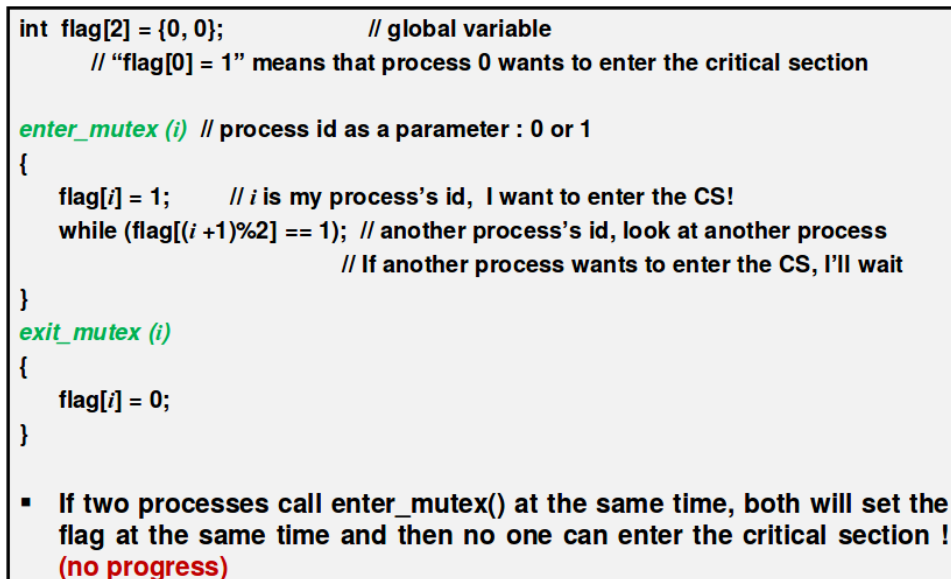 int flag[2] = {0, 0}; // global variable
// “flag[0] = 1” means that process 0 wants to enter the critical section
enter_mutex (i) // process id as a parameter : 0 or 1
{
flag[i] = 1; // i is my process’s id, I want to enter the CS!
while (flag[(i +1)%2] == 1); // another process’s id, look at another process
// If another process wants to enter the CS, I’ll wait
}
exit_mutex (i)
{
flag[i] = 0;
}
▪ If two processes call enter_mutex() at the same time, both will set the
flag at the same time and then no one can enter the critical section !
(no progress)